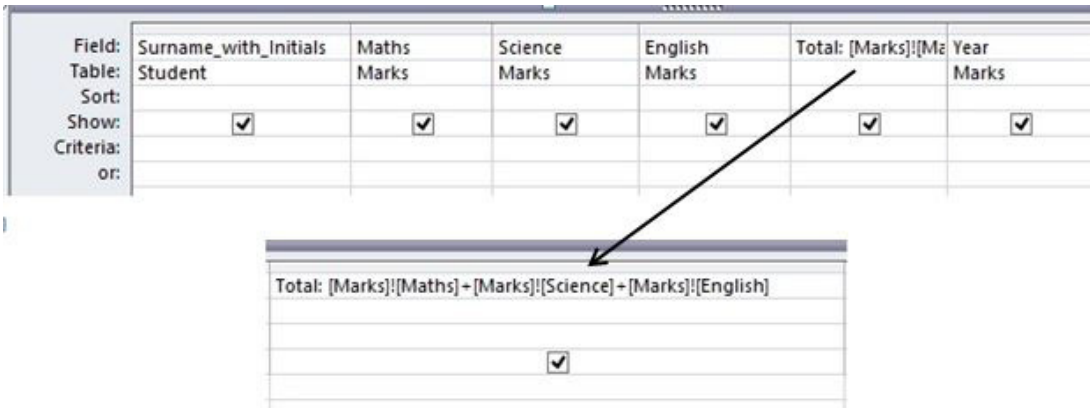 Field: Surname_with_Initials Maths Science English Total: [Marks]![Ma Year
Table: Student Marks Marks Marks Marks
Sort:
Show:
Criteria:
or:
Total: [Marks]![Maths]+[Marks]![Science]+[Marks]![English]